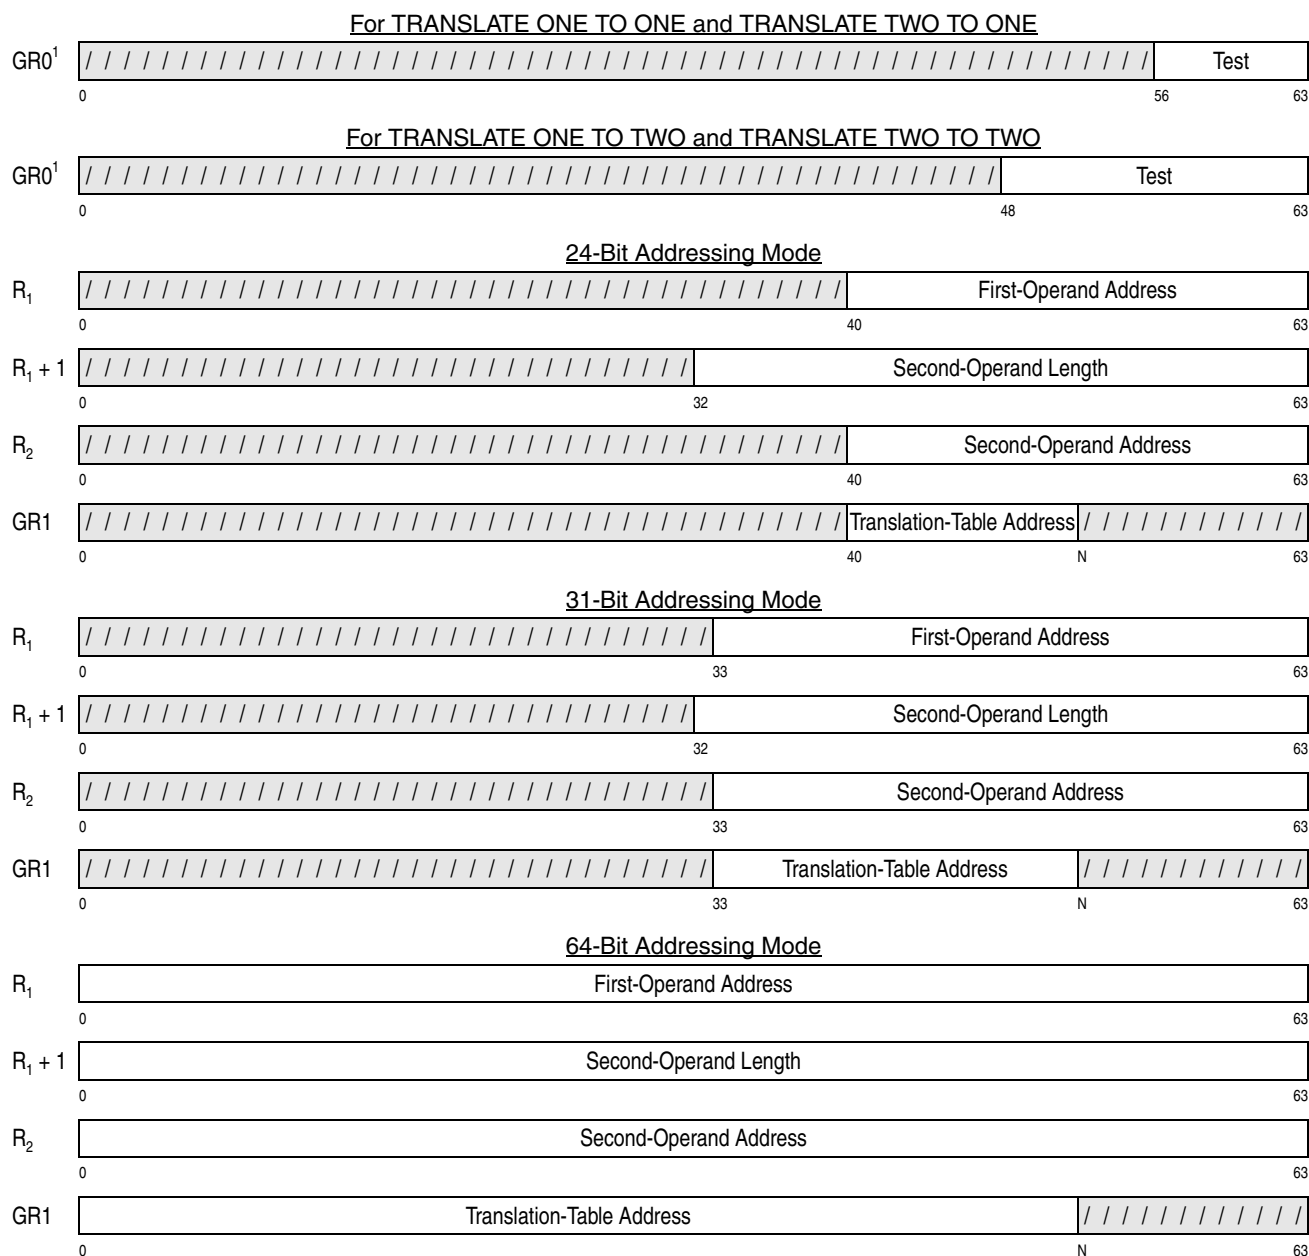 For TRANSLATE ONE TO ONE and TRANSLATE TWO TO ONE
GR0¹ / / / / / / / / / / / / / / / / / / / / / / / / / / / / / / / / / / / / / / / / / / / / / / / / / / / / / / / / Test
0 56 63
For TRANSLATE ONE TO TWO and TRANSLATE TWO TO TWO
GR0¹ / / / / / / / / / / / / / / / / / / / / / / / / / / / / / / / / / / / / / / / / / / / / / / / / Test
0 48 63
24-Bit Addressing Mode
R₁ / / / / / / / / / / / / / / / / / / / / / / / / / / / / / / / / / / / / / / / / First-Operand Address
0 40 63
R₁ + 1 / / / / / / / / / / / / / / / / / / / / / / / / / / / / / / / / Second-Operand Length
0 32 63
R₂ / / / / / / / / / / / / / / / / / / / / / / / / / / / / / / / / / / / / / / / / Second-Operand Address
0 40 63
GR1 / / / / / / / / / / / / / / / / / / / / / / / / / / / / / / / / / / / / / / / / Translation-Table Address / / / / / / / / / / / /
0 40 N 63
31-Bit Addressing Mode
R₁ / / / / / / / / / / / / / / / / / / / / / / / / / / / / / / / / / First-Operand Address
0 33 63
R₁ + 1 / / / / / / / / / / / / / / / / / / / / / / / / / / / / / / / / Second-Operand Length
0 32 63
R₂ / / / / / / / / / / / / / / / / / / / / / / / / / / / / / / / / / Second-Operand Address
0 33 63
GR1 / / / / / / / / / / / / / / / / / / / / / / / / / / / / / / / / / Translation-Table Address / / / / / / / / / / / /
0 33 N 63
64-Bit Addressing Mode
R₁ First-Operand Address
0 63
R₁ + 1 Second-Operand Length
0 63
R₂ Second-Operand Address
0 63
GR1 Translation-Table Address / / / / / / / / / / / /
0 N 63